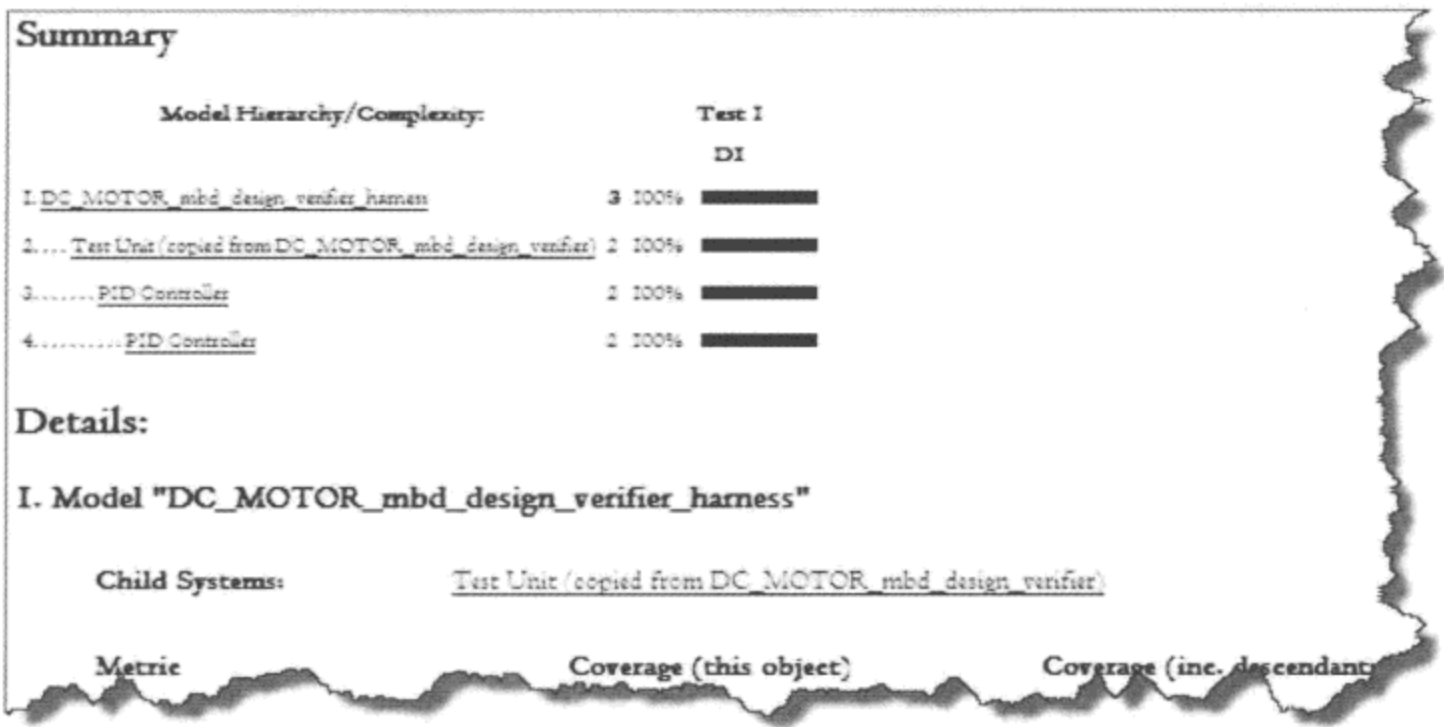 Summary
Model Hierarchy/Complexity: Test 1
D1
1. DC_MOTOR_mbd_design_verifier_harness 3 100%
2.... Test Unit (copied from DC_MOTOR_mbd_design_verifier) 2 100%
3....... PID Controller 2 100%
4.......... PID Controller 2 100%
Details:
1. Model "DC_MOTOR_mbd_design_verifier_harness"
Child Systems: Test Unit (copied from DC_MOTOR_mbd_design_verifier)
Metric Coverage (this object) Coverage (inc. descendant